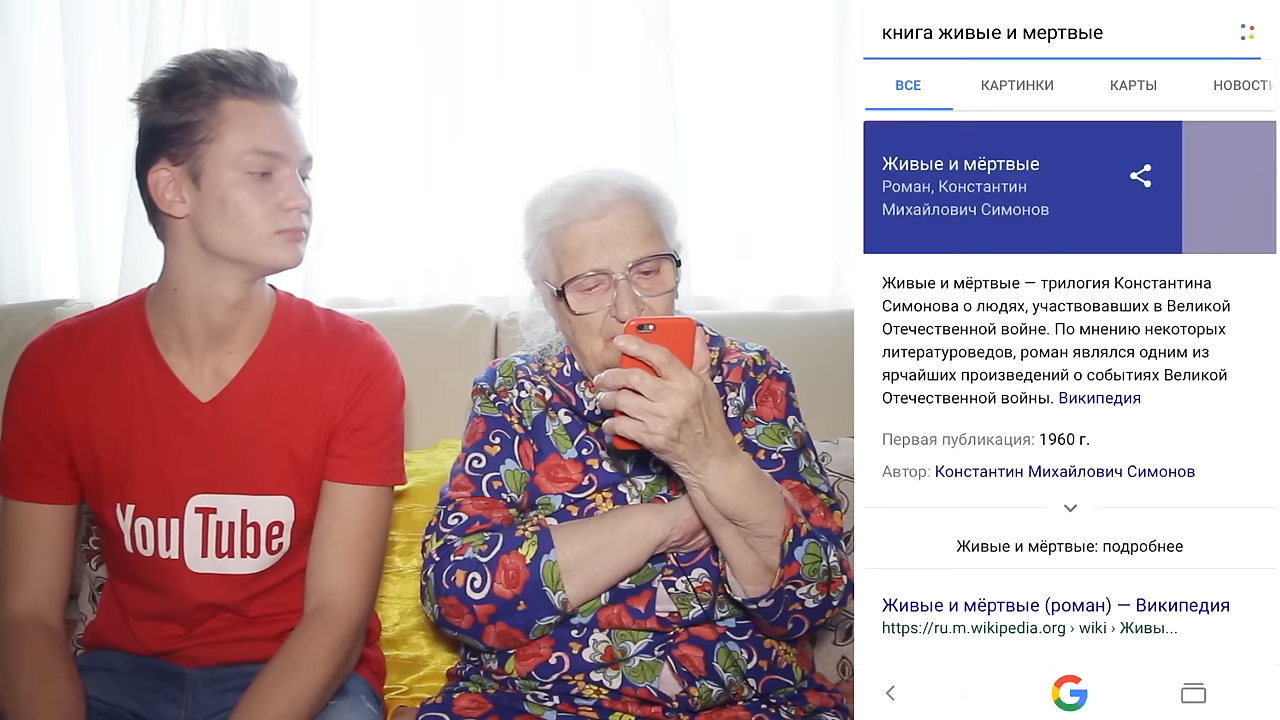 YouTube
книга живые и мертвые
ВСЕ КАРТИНКИ КАРТЫ НОВОСТИ
Живые и мёртвые
Роман, Константин
Михайлович Симонов
Живые и мёртвые — трилогия Константина
Симонова о людях, участвовавших в Великой
Отечественной войне. По мнению некоторых
литературоведов, роман являлся одним из
ярчайших произведений о событиях Великой
Отечественной войны. Википедия
Первая публикация: 1960 г.
Автор: Константин Михайлович Симонов
Живые и мёртвые: подробнее
Живые и мёртвые (роман) — Википедия
https://ru.m.wikipedia.org › wiki › Живы...
G